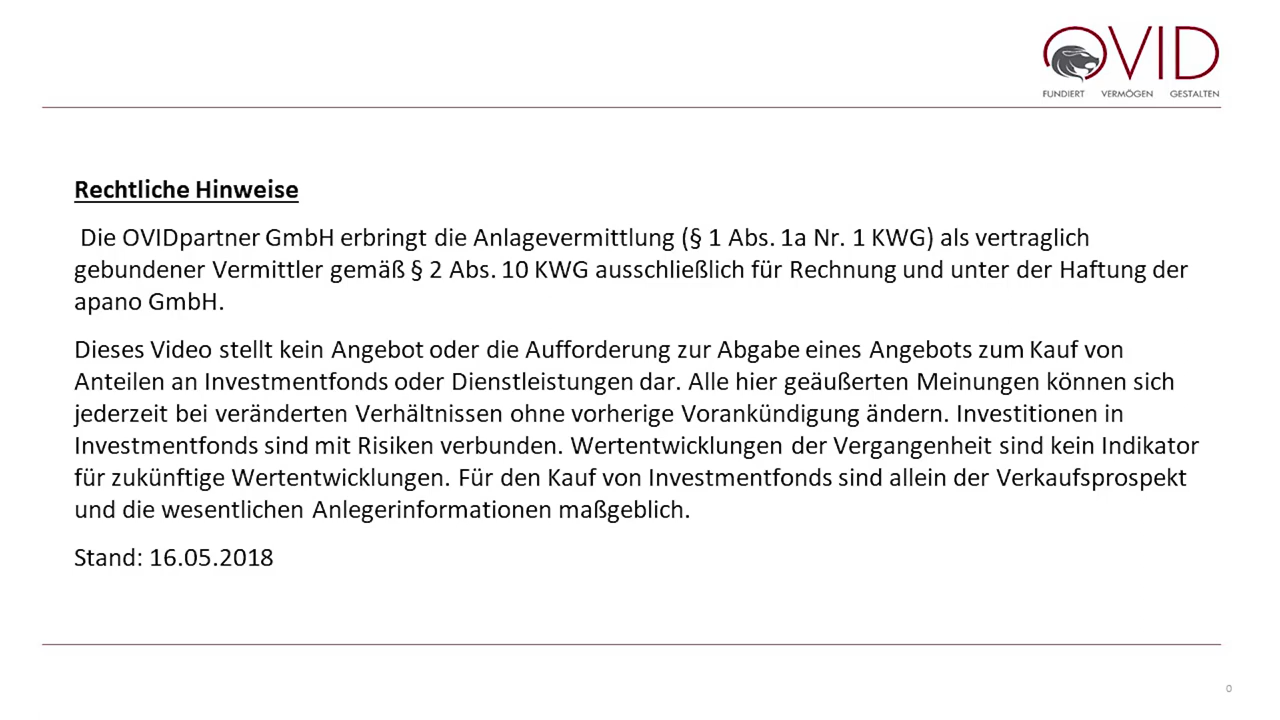 OVID
FUNDIERT VERMÖGEN GESTALTEN
Rechtliche Hinweise
Die OVIDpartner GmbH erbringt die Anlagevermittlung (§ 1 Abs. 1a Nr. 1 KWG) als vertraglich
gebundener Vermittler gemäß § 2 Abs. 10 KWG ausschließlich für Rechnung und unter der Haftung der
apano GmbH.
Dieses Video stellt kein Angebot oder die Aufforderung zur Abgabe eines Angebots zum Kauf von
Anteilen an Investmentfonds oder Dienstleistungen dar. Alle hier geäußerten Meinungen können sich
jederzeit bei veränderten Verhältnissen ohne vorherige Vorankündigung ändern. Investitionen in
Investmentfonds sind mit Risiken verbunden. Wertentwicklungen der Vergangenheit sind kein Indikator
für zukünftige Wertentwicklungen. Für den Kauf von Investmentfonds sind allein der Verkaufsprospekt
und die wesentlichen Anlegerinformationen maßgeblich.
Stand: 16.05.2018
0